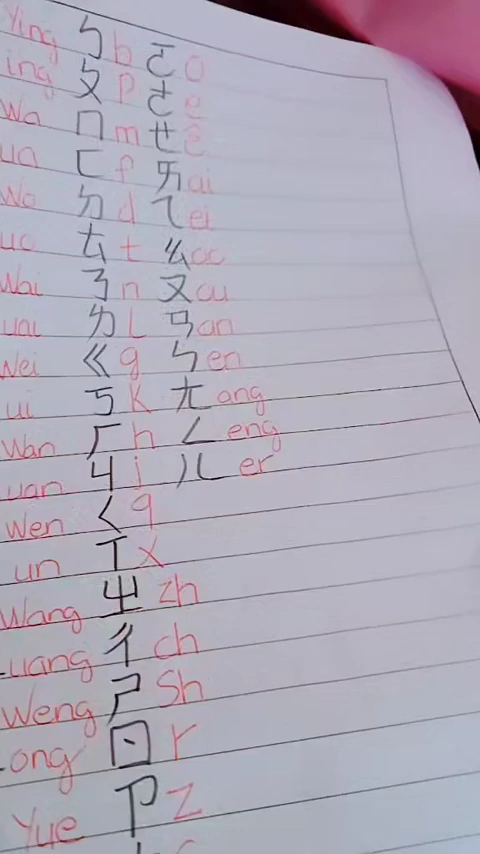 Ying ㄅ b ㄛ o
ing ㄆ p ㄜ e
Wa ㄇ m ㄝ ê
ua ㄈ f ㄞ ai
Wo ㄉ d ㄟ ei
uo ㄊ t ㄠ ao
Wai ㄋ n ㄡ ou
uai ㄌ L ㄢ an
Wei ㄍ g ㄣ en
ui ㄎ k ㄤ ang
Wan ㄏ h ㄥ eng
uan ㄐ j ㄦ er
Wen ㄑ q
un ㄒ x
Wang ㄓ zh
uang ㄔ ch
Weng ㄕ Sh
ong ㄖ r
Yue ㄗ Z